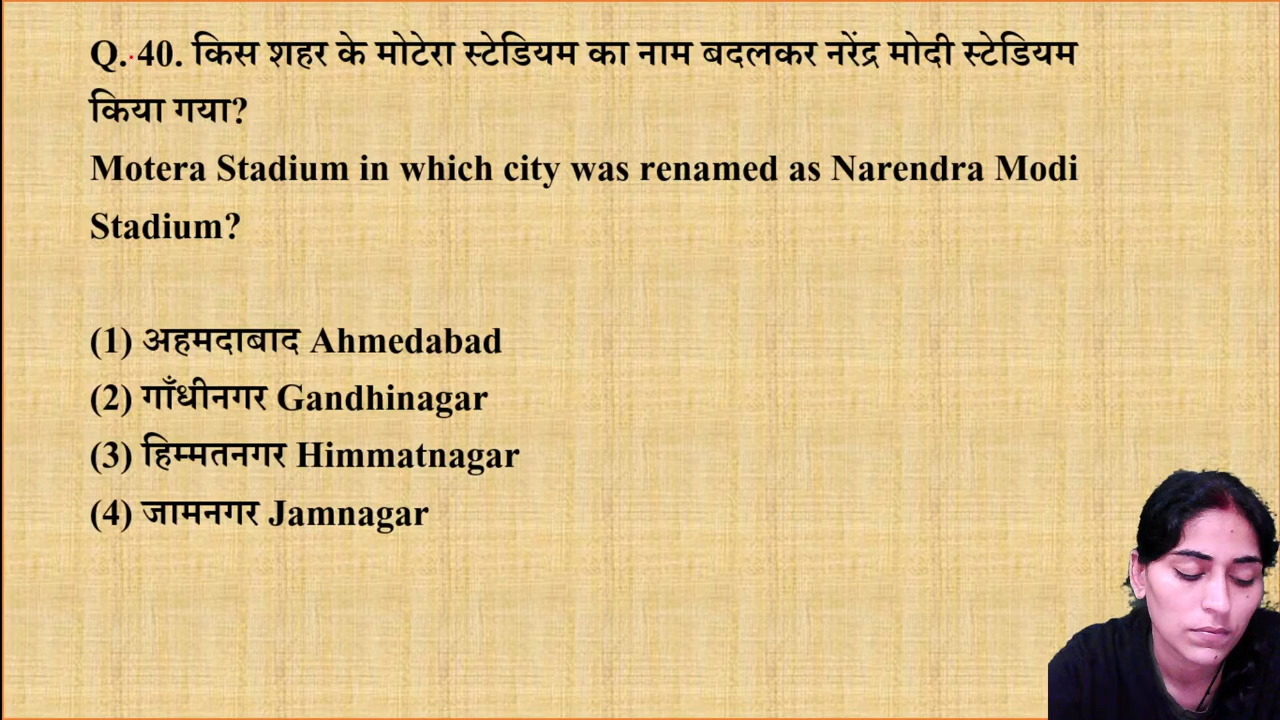 Q. 40. किस शहर के मोटेरा स्टेडियम का नाम बदलकर नरेंद्र मोदी स्टेडियम
किया गया?
Motera Stadium in which city was renamed as Narendra Modi
Stadium?
(1) अहमदाबाद Ahmedabad
(2) गाँधीनगर Gandhinagar
(3) हिम्मतनगर Himmatnagar
(4) जामनगर Jamnagar